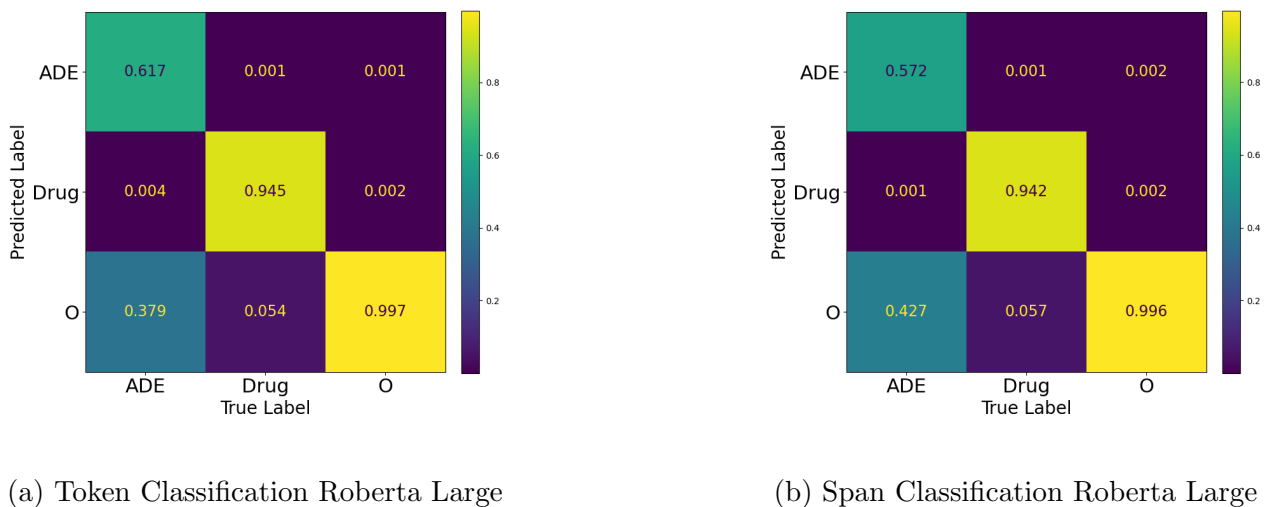 ADE 0.617 0.001 0.001
Drug 0.004 0.945 0.002
O 0.379 0.054 0.997
ADE Drug O
True Label
Predicted Label
0.8
0.6
0.4
0.2
(a) Token Classification Roberta Large
ADE 0.572 0.001 0.002
Drug 0.001 0.942 0.002
O 0.427 0.057 0.996
ADE Drug O
True Label
Predicted Label
0.8
0.6
0.4
0.2
(b) Span Classification Roberta Large